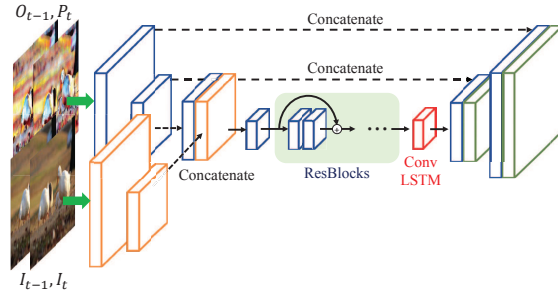 O_{t−1}, P_t
Concatenate
Concatenate
Concatenate
ResBlocks
Conv
LSTM
I_{t−1}, I_t